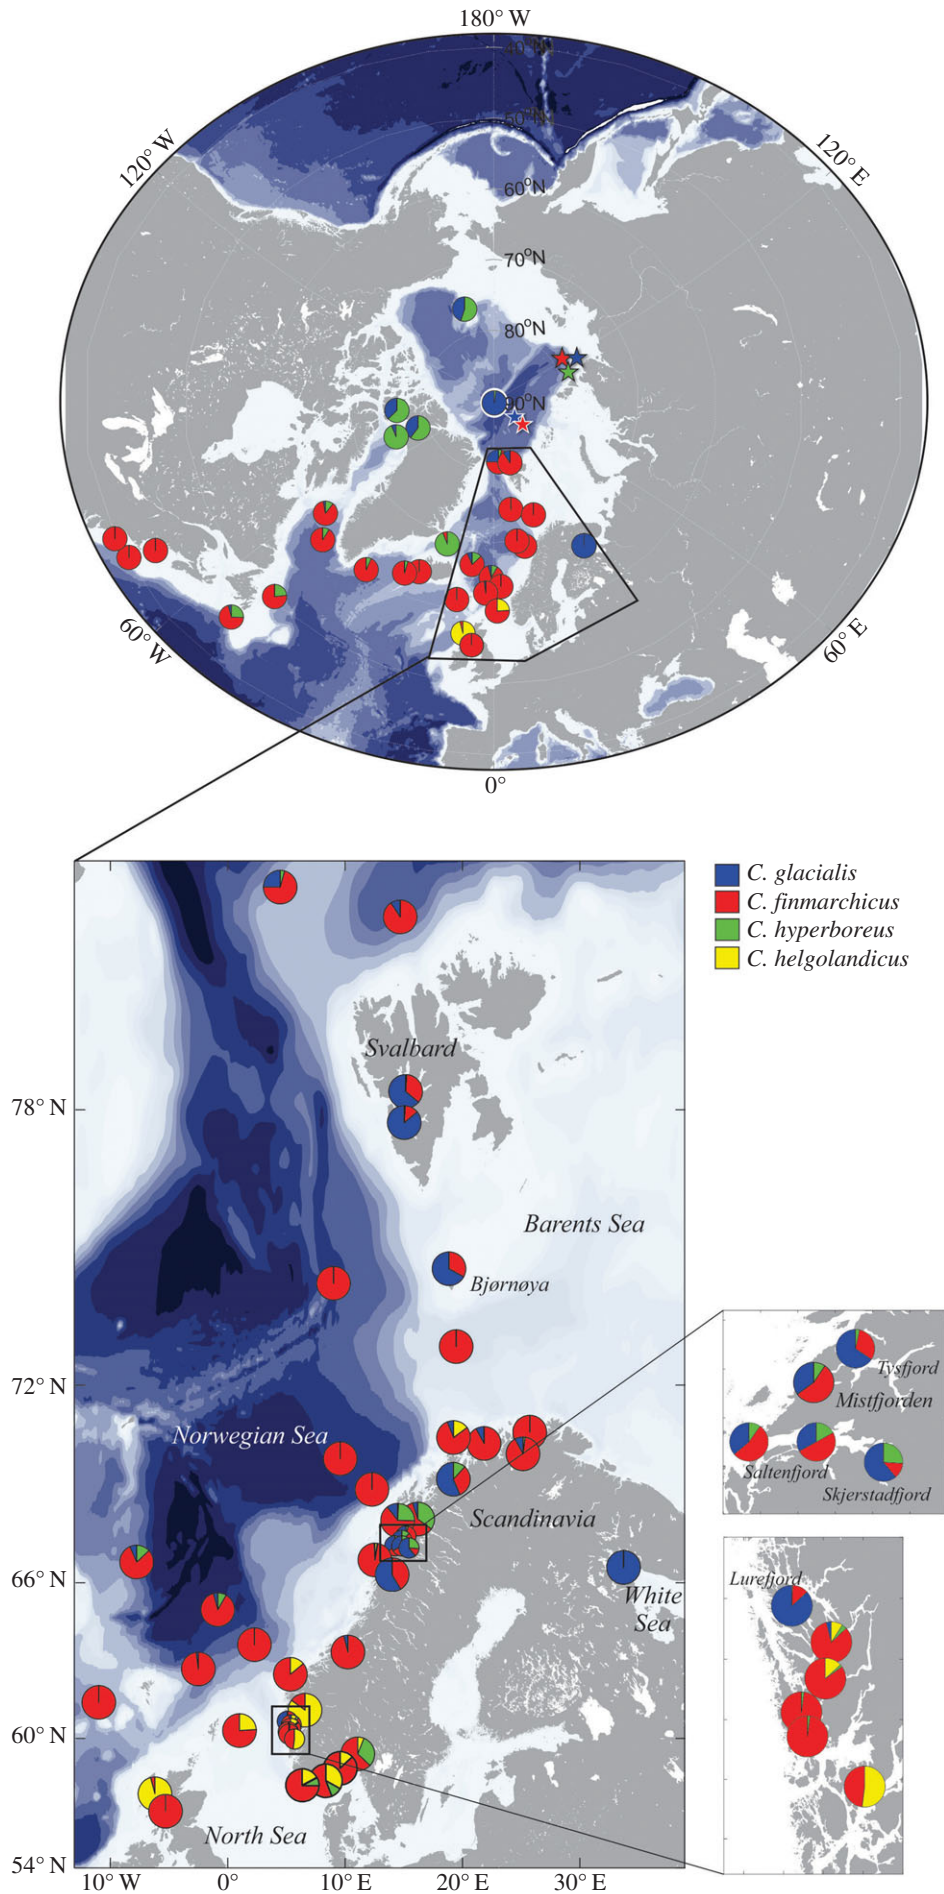 180° W
120° W
120° E
40°N
50°N
60°N
70°N
80°N
90°N
60° W
60° E
0°
C. glacialis
C. finmarchicus
C. hyperboreus
C. helgolandicus
Svalbard
78° N
Barents Sea
Bjørnøya
72° N
Norwegian Sea
Scandinavia
66° N
White
Sea
60° N
North Sea
54° N
10° W
0°
10° E
20° E
30° E
Tysfjord
Mistfjorden
Saltenfjord
Skjerstadfjord
Lurefjord